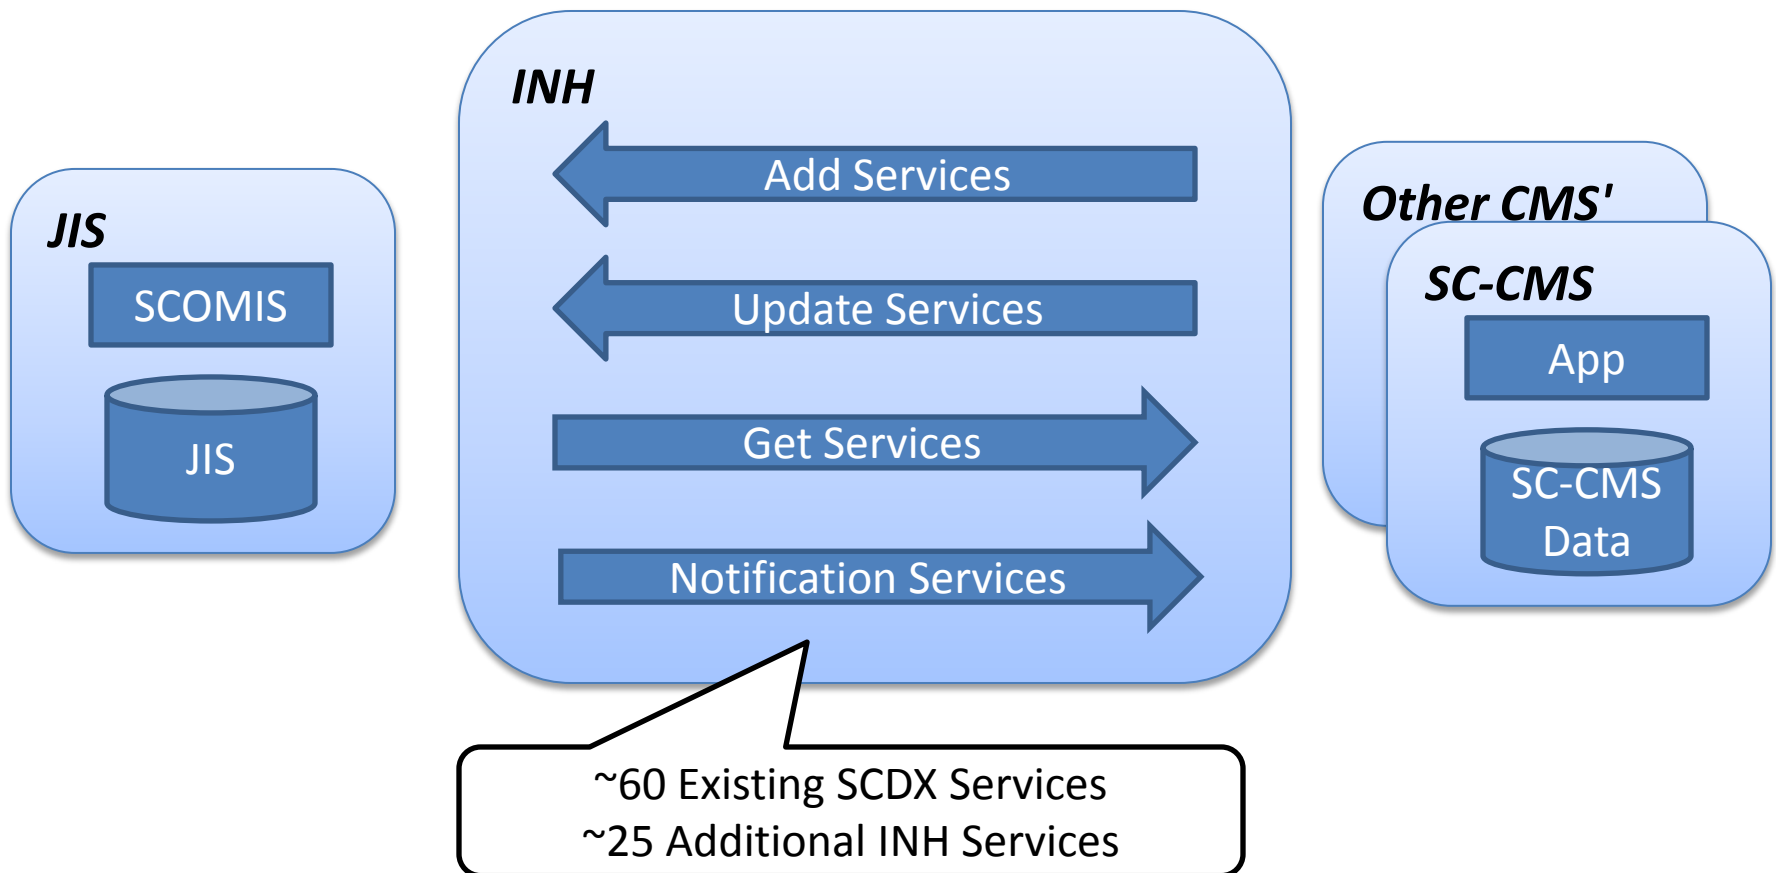 INH
Add Services
Update Services
Get Services
Notification Services
JIS
SCOMIS
JIS
Other CMS'
SC-CMS
App
SC-CMS
Data
~60 Existing SCDX Services
~25 Additional INH Services